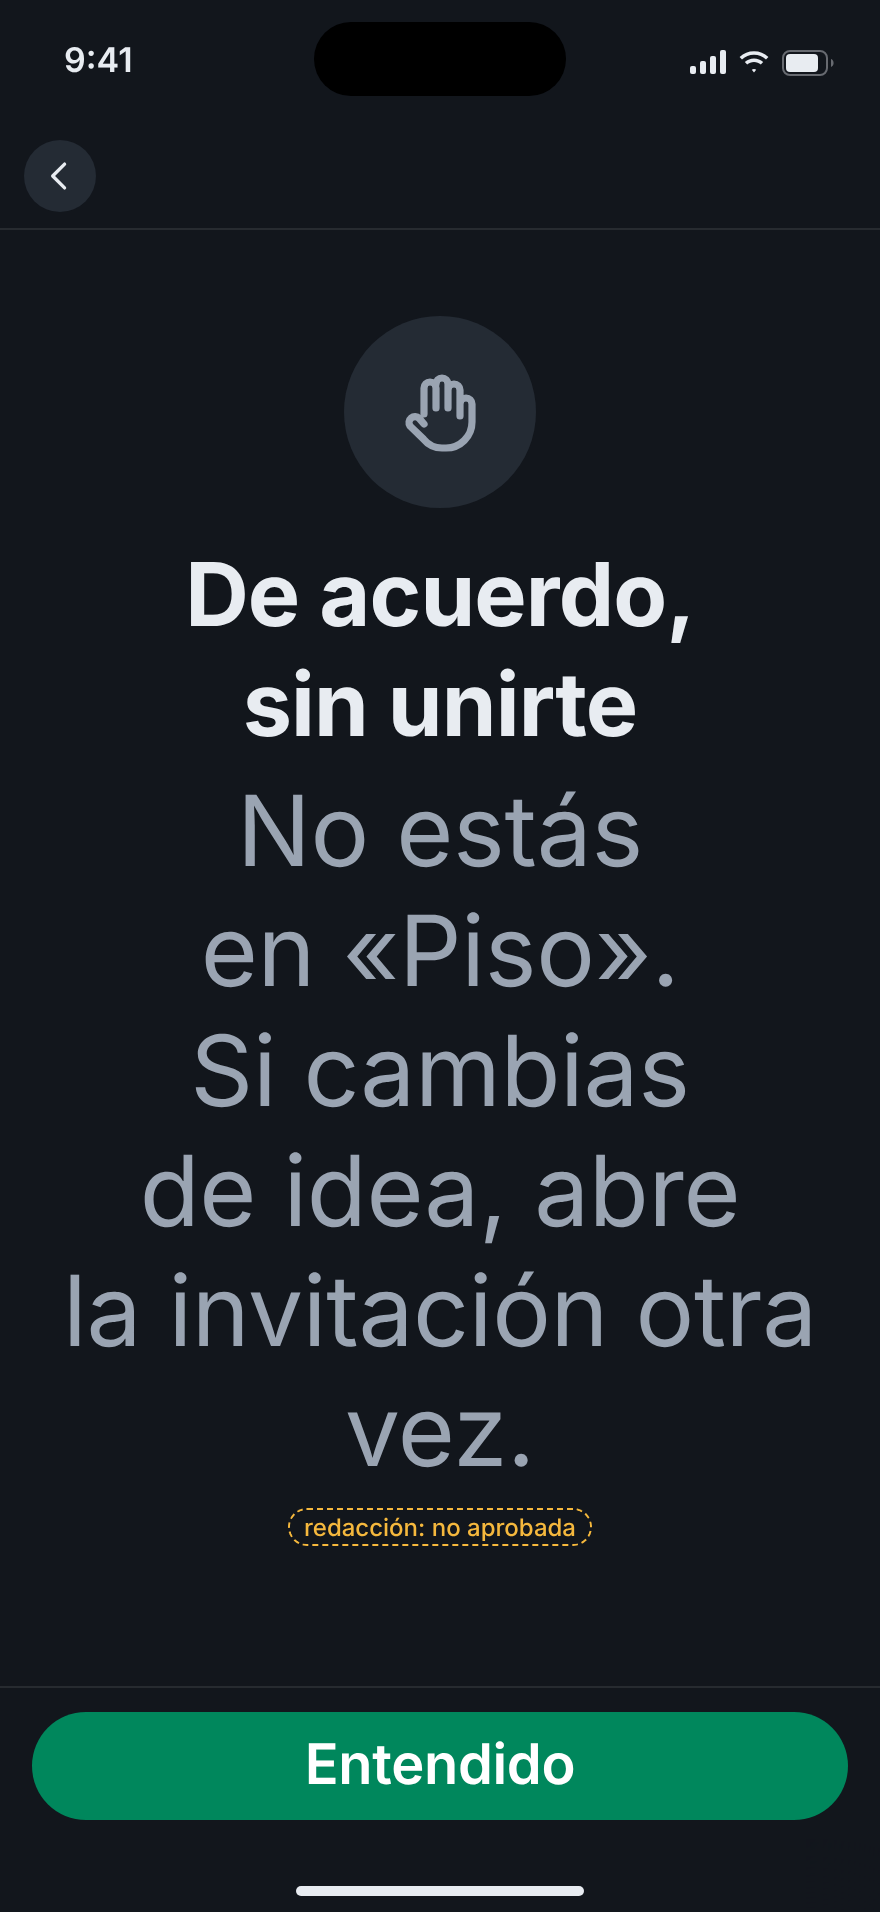 9:41
De acuerdo,
sin unirte
No estás
en «Piso».
Si cambias
de idea, abre
la invitación otra
vez.
redacción: no aprobada
Entendido